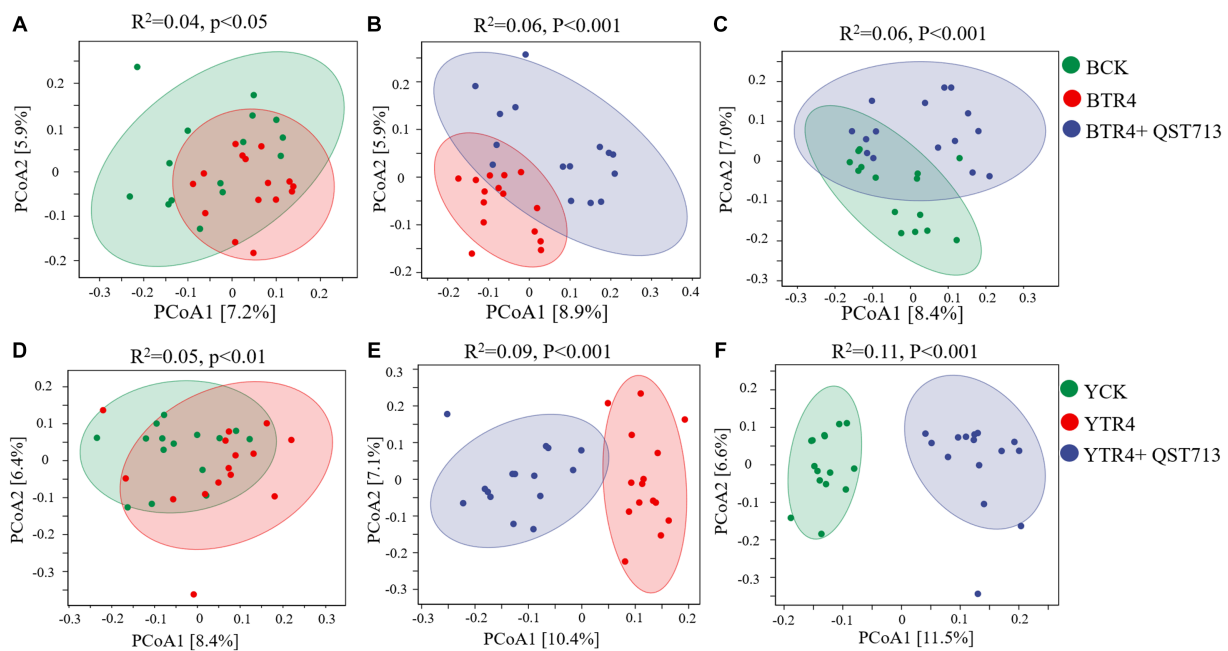 A
R²=0.04, p<0.05
0.2
0.1
0
-0.1
-0.2
PCoA2 [5.9%]
-0.3
-0.2
-0.1
0
0.1
0.2
PCoA1 [7.2%]
B
R²=0.06, P<0.001
0.2
0.1
0
-0.1
-0.2
PCoA2 [5.9%]
-0.3
-0.2
-0.1
0
0.1
0.2
0.3
0.4
PCoA1 [8.9%]
C
R²=0.06, P<0.001
0.2
0.1
0
-0.1
-0.2
-0.3
PCoA2 [7.0%]
-0.3
-0.2
-0.1
0
0.1
0.2
0.3
PCoA1 [8.4%]
BCK
BTR4
BTR4+ QST713
D
R²=0.05, p<0.01
0.2
0.1
0
-0.1
-0.2
-0.3
PCoA2 [6.4%]
-0.3
-0.2
-0.1
0
0.1
0.2
0.3
PCoA1 [8.4%]
E
R²=0.09, P<0.001
0.3
0.2
0.1
0
-0.1
-0.2
-0.3
PCoA2 [7.1%]
-0.3
-0.2
-0.1
0
0.1
0.2
PCoA1 [10.4%]
F
R²=0.11, P<0.001
0.2
0.1
0
-0.1
-0.2
-0.3
PCoA2 [6.6%]
-0.2
-0.1
0
0.1
0.2
PCoA1 [11.5%]
YCK
YTR4
YTR4+ QST713